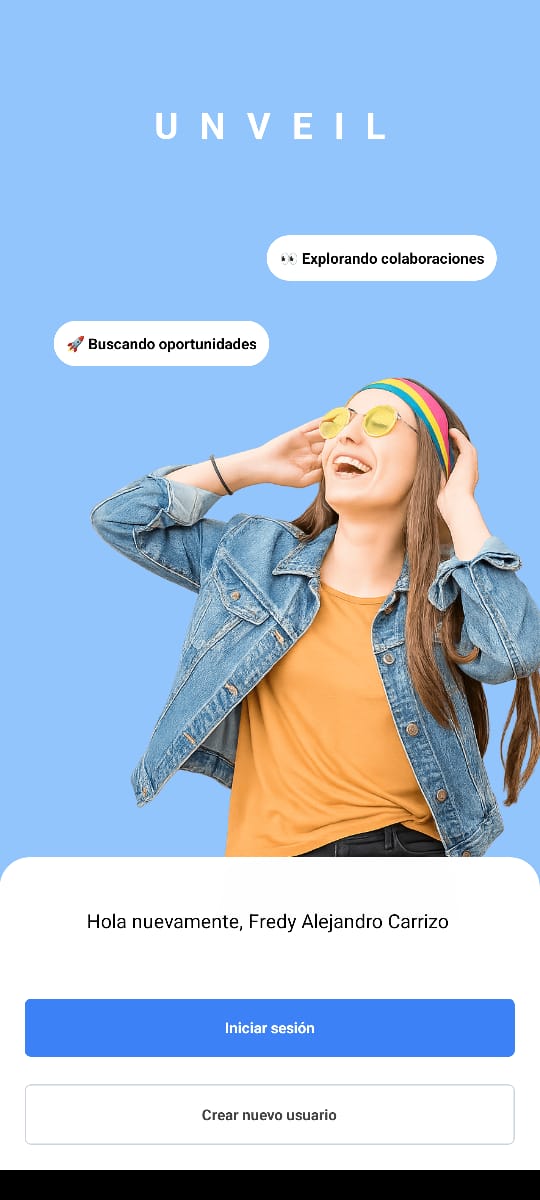 UNVEIL
👀 Explorando colaboraciones
🚀 Buscando oportunidades
Hola nuevamente, Fredy Alejandro Carrizo
Iniciar sesión
Crear nuevo usuario